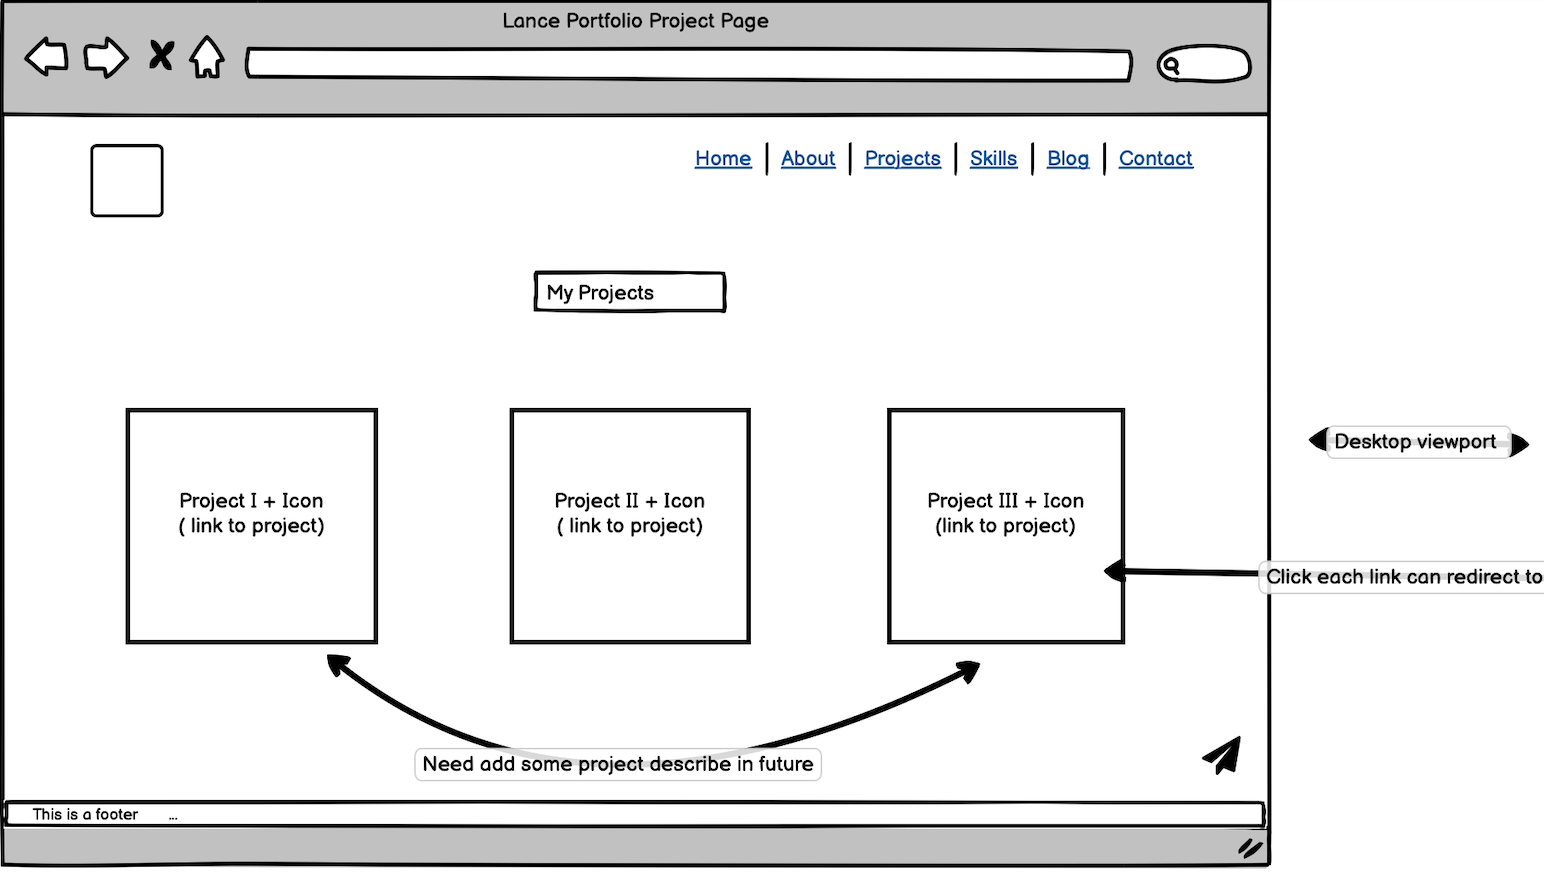 Lance Portfolio Project Page
Home
About
Projects
Skills
Blog
Contact
My Projects
Project I + Icon
( link to project)
Project II + Icon
( link to project)
Project III + Icon
(link to project)
Desktop viewport
Click each link can redirect to
Need add some project describe in future
This is a footer ...